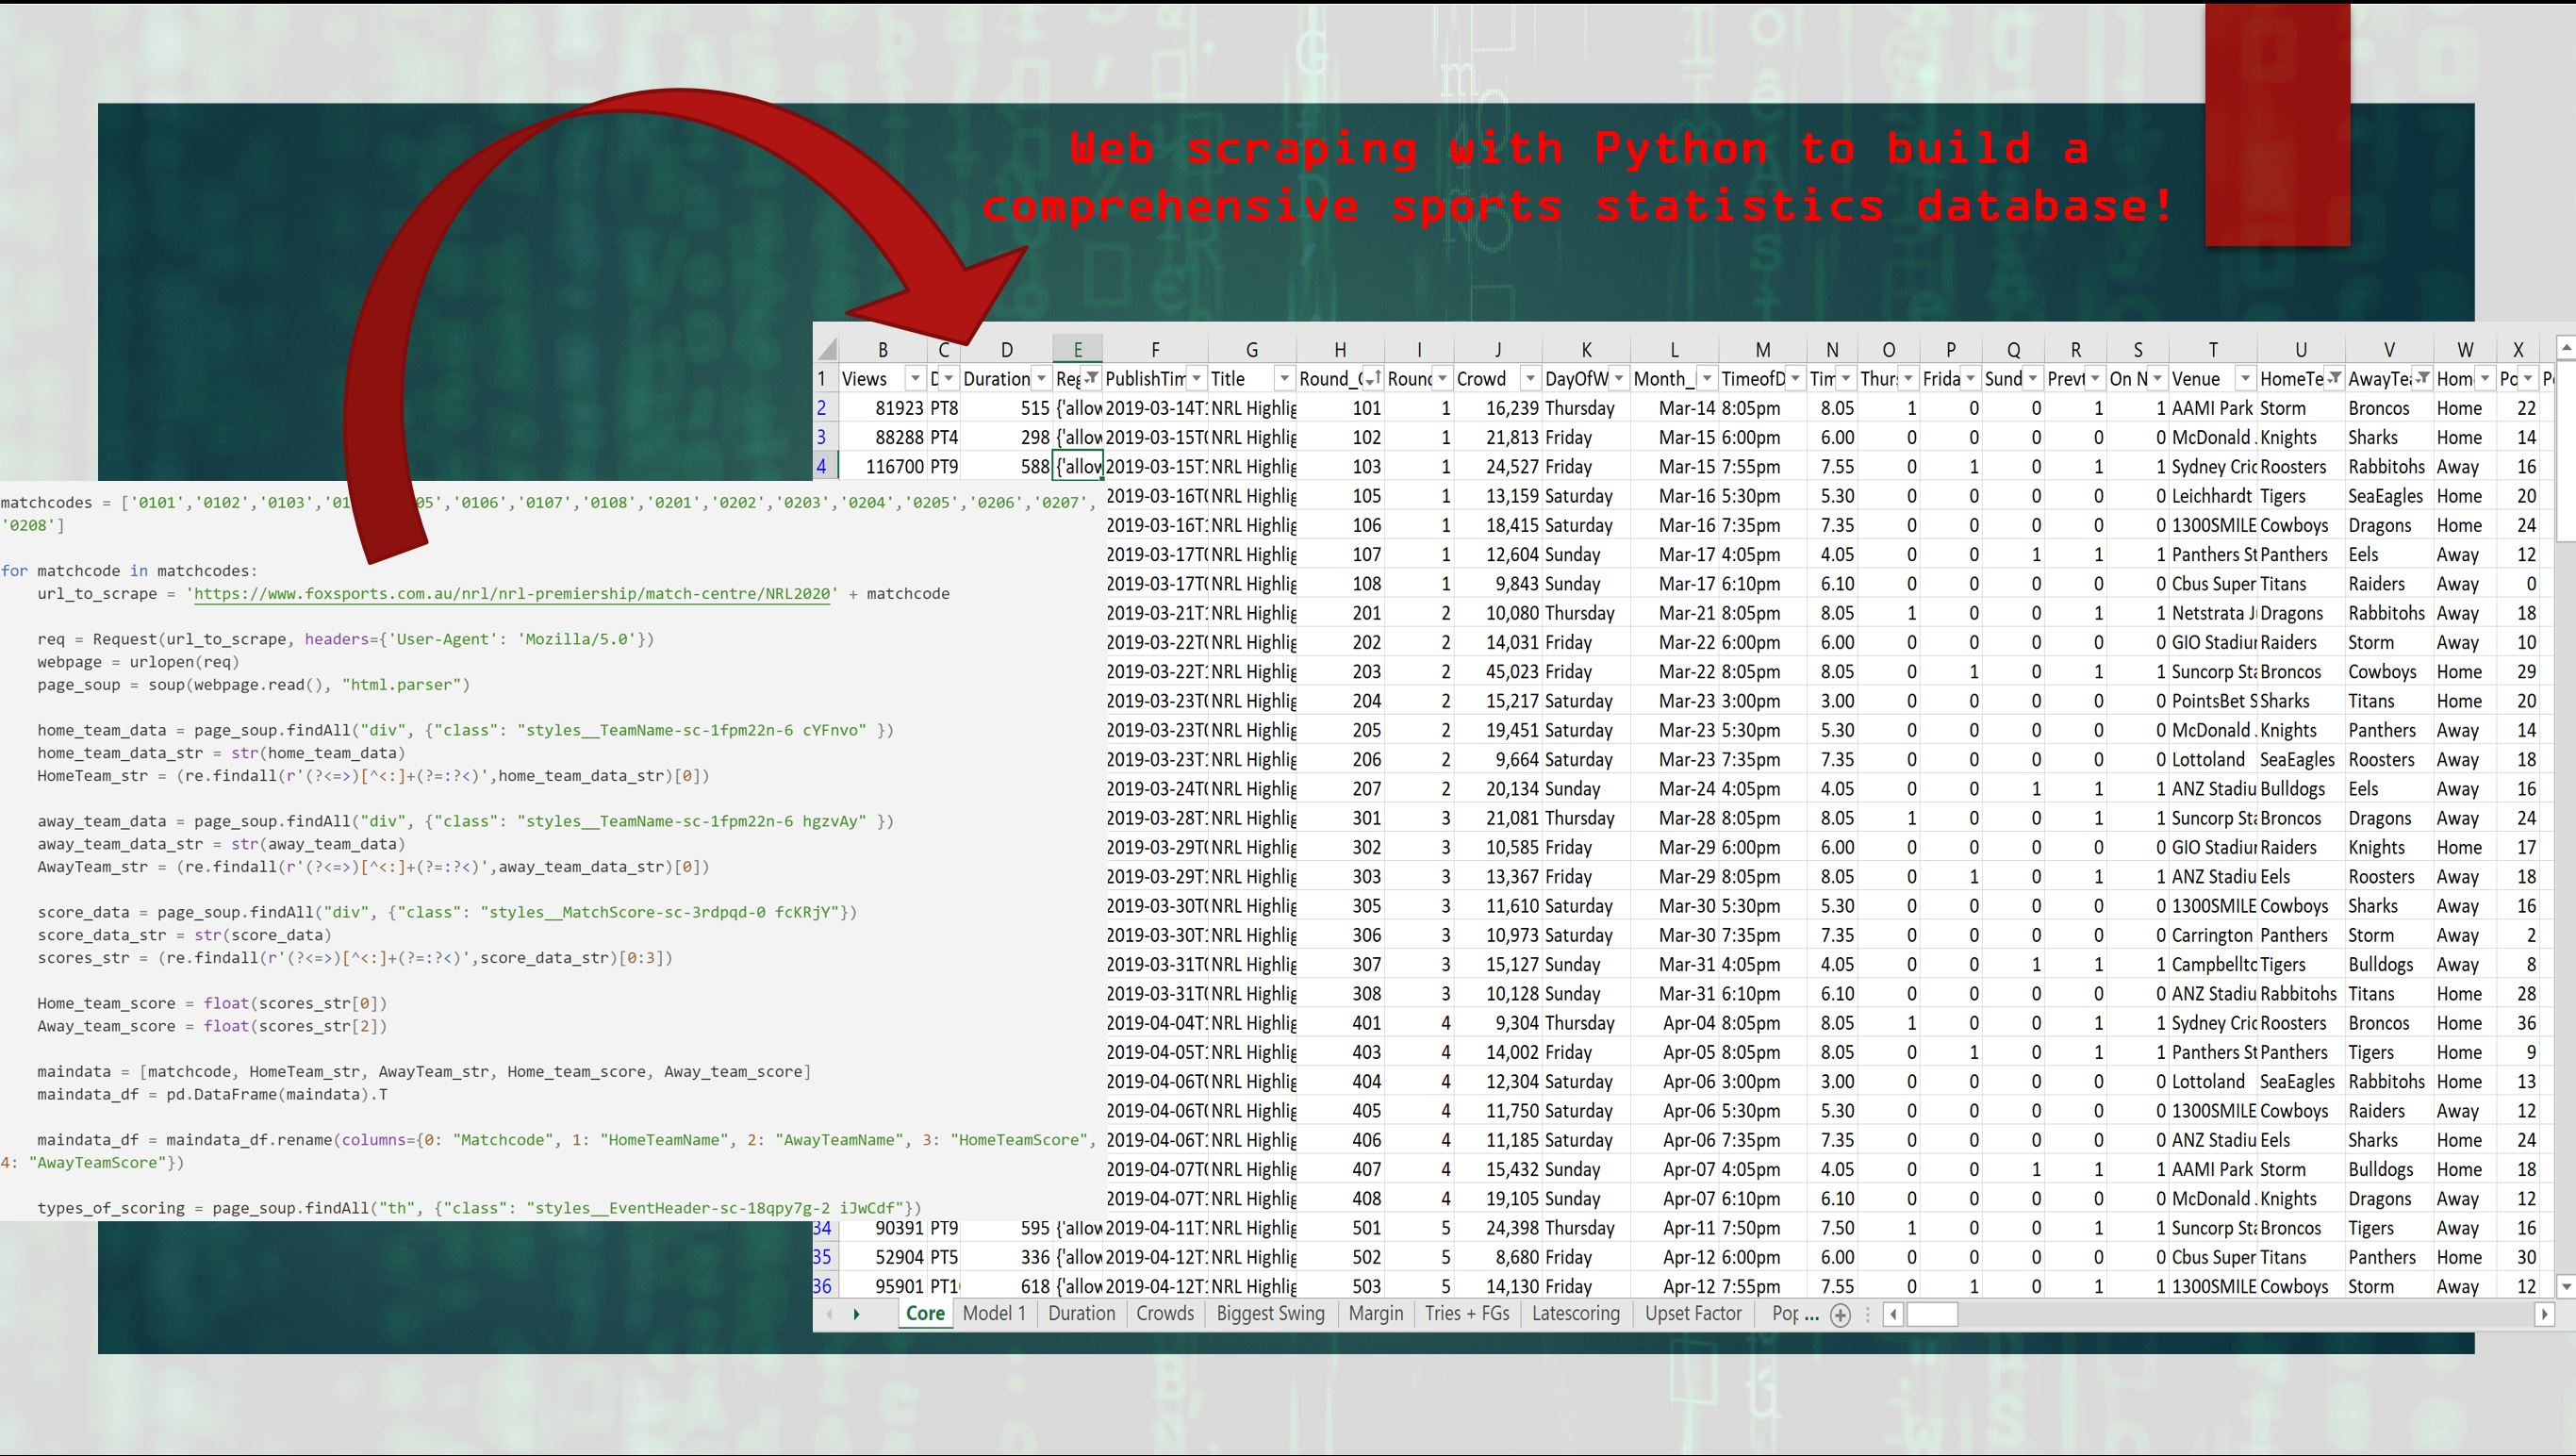 Web scraping with Python to build a
comprehensive sports statistics database!
matchcodes = ['0101','0102','0103','01 05','0106','0107','0108','0201','0202','0203','0204','0205','0206','0207',
'0208']
for matchcode in matchcodes:
url_to_scrape = 'https://www.foxsports.com.au/nrl/nrl-premiership/match-centre/NRL2020' + matchcode
req = Request(url_to_scrape, headers={'User-Agent': 'Mozilla/5.0'})
webpage = urlopen(req)
page_soup = soup(webpage.read(), "html.parser")
home_team_data = page_soup.findAll("div", {"class": "styles__TeamName-sc-1fpm22n-6 cYFnvo" })
home_team_data_str = str(home_team_data)
HomeTeam_str = (re.findall(r'(?<=>)[^<:]+(?=:?<)',home_team_data_str)[0])
away_team_data = page_soup.findAll("div", {"class": "styles__TeamName-sc-1fpm22n-6 hgzvAy" })
away_team_data_str = str(away_team_data)
AwayTeam_str = (re.findall(r'(?<=>)[^<:]+(?=:?<)',away_team_data_str)[0])
score_data = page_soup.findAll("div", {"class": "styles__MatchScore-sc-3rdpqd-0 fcKRjY"})
score_data_str = str(score_data)
scores_str = (re.findall(r'(?<=>)[^<:]+(?=:?<)',score_data_str)[0:3])
Home_team_score = float(scores_str[0])
Away_team_score = float(scores_str[2])
maindata = [matchcode, HomeTeam_str, AwayTeam_str, Home_team_score, Away_team_score]
maindata_df = pd.DataFrame(maindata).T
maindata_df = maindata_df.rename(columns={0: "Matchcode", 1: "HomeTeamName", 2: "AwayTeamName", 3: "HomeTeamScore",
4: "AwayTeamScore"})
types_of_scoring = page_soup.findAll("th", {"class": "styles__EventHeader-sc-18qpy7g-2 iJwCdf"})
B C D E F G H I J K L M N O P Q R S T U V W X
1 Views D Duration Reg PublishTim Title Round_ Round Crowd DayOfW Month_ TimeofD Tim Thur Frida Sund Prevt On N Venue HomeTe AwayTea Hom Po P
2 81923 PT8 515 {'allow 2019-03-14T1 NRL Highlig 101 1 16,239 Thursday Mar-14 8:05pm 8.05 1 0 0 1 1 AAMI Park Storm Broncos Home 22
3 88288 PT4 298 {'allow 2019-03-15T0 NRL Highlig 102 1 21,813 Friday Mar-15 6:00pm 6.00 0 0 0 0 0 McDonald Knights Sharks Home 14
4 116700 PT9 588 {'allow 2019-03-15T1 NRL Highlig 103 1 24,527 Friday Mar-15 7:55pm 7.55 0 1 0 1 1 Sydney Cric Roosters Rabbitohs Away 16
2019-03-16T0 NRL Highlig 105 1 13,159 Saturday Mar-16 5:30pm 5.30 0 0 0 0 0 Leichhardt Tigers SeaEagles Home 20
2019-03-16T1 NRL Highlig 106 1 18,415 Saturday Mar-16 7:35pm 7.35 0 0 0 0 0 1300SMILE Cowboys Dragons Home 24
2019-03-17T0 NRL Highlig 107 1 12,604 Sunday Mar-17 4:05pm 4.05 0 0 1 1 1 Panthers St Panthers Eels Away 12
2019-03-17T0 NRL Highlig 108 1 9,843 Sunday Mar-17 6:10pm 6.10 0 0 0 0 0 Cbus Super Titans Raiders Away 0
2019-03-21T1 NRL Highlig 201 2 10,080 Thursday Mar-21 8:05pm 8.05 1 0 0 1 1 Netstrata J Dragons Rabbitohs Away 18
2019-03-22T0 NRL Highlig 202 2 14,031 Friday Mar-22 6:00pm 6.00 0 0 0 0 0 GIO Stadiur Raiders Storm Away 10
2019-03-22T1 NRL Highlig 203 2 45,023 Friday Mar-22 8:05pm 8.05 0 1 0 1 1 Suncorp Sta Broncos Cowboys Home 29
2019-03-23T0 NRL Highlig 204 2 15,217 Saturday Mar-23 3:00pm 3.00 0 0 0 0 0 PointsBet S Sharks Titans Home 20
2019-03-23T0 NRL Highlig 205 2 19,451 Saturday Mar-23 5:30pm 5.30 0 0 0 0 0 McDonald Knights Panthers Away 14
2019-03-23T1 NRL Highlig 206 2 9,664 Saturday Mar-23 7:35pm 7.35 0 0 0 0 0 Lottoland SeaEagles Roosters Away 18
2019-03-24T0 NRL Highlig 207 2 20,134 Sunday Mar-24 4:05pm 4.05 0 0 1 1 1 ANZ Stadiu Bulldogs Eels Away 16
2019-03-28T1 NRL Highlig 301 3 21,081 Thursday Mar-28 8:05pm 8.05 1 0 0 1 1 Suncorp Sta Broncos Dragons Away 24
2019-03-29T0 NRL Highlig 302 3 10,585 Friday Mar-29 6:00pm 6.00 0 0 0 0 0 GIO Stadiur Raiders Knights Home 17
2019-03-29T1 NRL Highlig 303 3 13,367 Friday Mar-29 8:05pm 8.05 0 1 0 1 1 ANZ Stadiu Eels Roosters Away 18
2019-03-30T0 NRL Highlig 305 3 11,610 Saturday Mar-30 5:30pm 5.30 0 0 0 0 0 1300SMILE Cowboys Sharks Away 16
2019-03-30T1 NRL Highlig 306 3 10,973 Saturday Mar-30 7:35pm 7.35 0 0 0 0 0 Carrington Panthers Storm Away 2
2019-03-31T0 NRL Highlig 307 3 15,127 Sunday Mar-31 4:05pm 4.05 0 0 1 1 1 Campbelltc Tigers Bulldogs Away 8
2019-03-31T0 NRL Highlig 308 3 10,128 Sunday Mar-31 6:10pm 6.10 0 0 0 0 0 ANZ Stadiu Rabbitohs Titans Home 28
2019-04-04T1 NRL Highlig 401 4 9,304 Thursday Apr-04 8:05pm 8.05 1 0 0 1 1 Sydney Cric Roosters Broncos Home 36
2019-04-05T1 NRL Highlig 403 4 14,002 Friday Apr-05 8:05pm 8.05 0 1 0 1 1 Panthers St Panthers Tigers Home 9
2019-04-06T0 NRL Highlig 404 4 12,304 Saturday Apr-06 3:00pm 3.00 0 0 0 0 0 Lottoland SeaEagles Rabbitohs Home 13
2019-04-06T0 NRL Highlig 405 4 11,750 Saturday Apr-06 5:30pm 5.30 0 0 0 0 0 1300SMILE Cowboys Raiders Away 12
2019-04-06T1 NRL Highlig 406 4 11,185 Saturday Apr-06 7:35pm 7.35 0 0 0 0 0 ANZ Stadiu Eels Sharks Home 24
2019-04-07T0 NRL Highlig 407 4 15,432 Sunday Apr-07 4:05pm 4.05 0 0 1 1 1 AAMI Park Storm Bulldogs Home 18
2019-04-07T1 NRL Highlig 408 4 19,105 Sunday Apr-07 6:10pm 6.10 0 0 0 0 0 McDonald Knights Dragons Away 12
34 90391 PT9 595 {'allow 2019-04-11T1 NRL Highlig 501 5 24,398 Thursday Apr-11 7:50pm 7.50 1 0 0 1 1 Suncorp Sta Broncos Tigers Away 16
35 52904 PT5 336 {'allow 2019-04-12T1 NRL Highlig 502 5 8,680 Friday Apr-12 6:00pm 6.00 0 0 0 0 0 Cbus Super Titans Panthers Home 30
36 95901 PT1 618 {'allow 2019-04-12T1 NRL Highlig 503 5 14,130 Friday Apr-12 7:55pm 7.55 0 1 0 1 1 1300SMILE Cowboys Storm Away 12
Core Model 1 Duration Crowds Biggest Swing Margin Tries + FGs Latescoring Upset Factor Pop ...